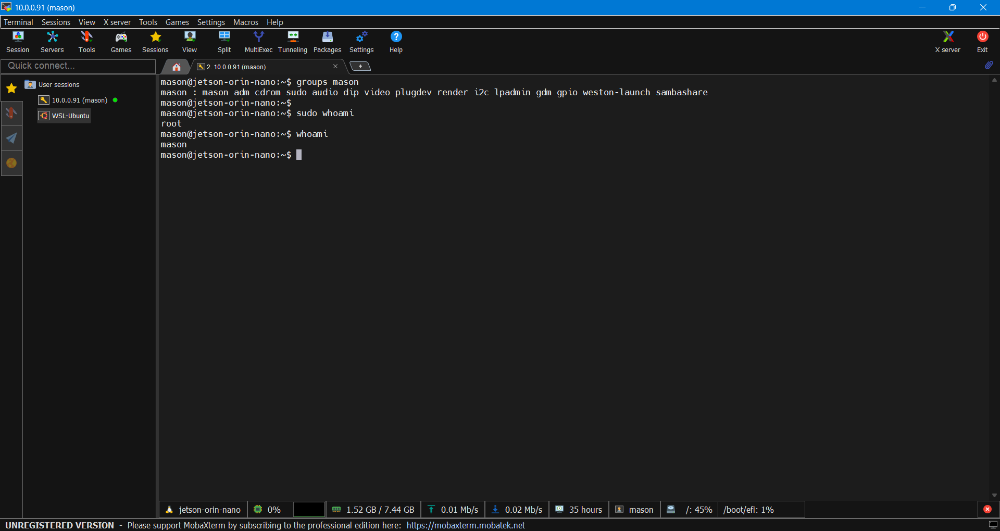 10.0.0.91 (mason)
Terminal Sessions View X server Tools Games Settings Macros Help
Session Servers Tools Games Sessions View Split MultiExec Tunneling Packages Settings Help X server Exit
Quick connect...
2. 10.0.0.91 (mason)
User sessions
10.0.0.91 (mason)
WSL-Ubuntu
mason@jetson-orin-nano:~$ groups mason
mason : mason adm cdrom sudo audio dip video plugdev render i2c lpadmin gdm gpio weston-launch sambashare
mason@jetson-orin-nano:~$
mason@jetson-orin-nano:~$ sudo whoami
root
mason@jetson-orin-nano:~$ whoami
mason
mason@jetson-orin-nano:~$
jetson-orin-nano 0% 1.52 GB / 7.44 GB 0.01 Mb/s 0.02 Mb/s 35 hours mason /: 45% /boot/efi: 1%
UNREGISTERED VERSION - Please support MobaXterm by subscribing to the professional edition here: https://mobaxterm.mobatek.net